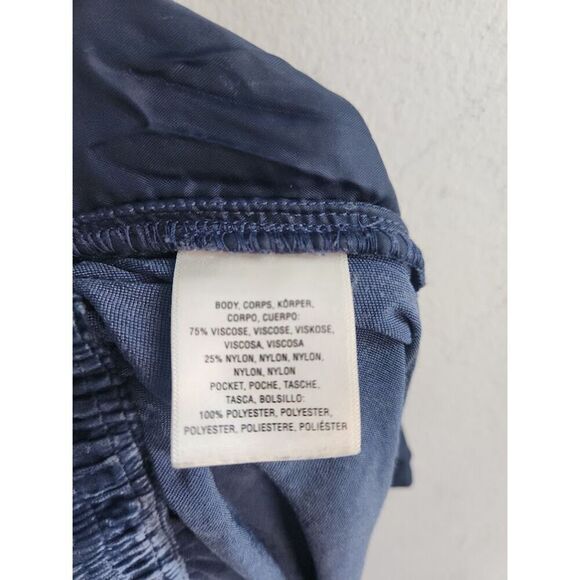 BODY, CORPS, KÖRPER,
CORPO, CUERPO:
75% VISCOSE, VISCOSE, VISKOSE,
VISCOSA, VISCOSA
25% NYLON, NYLON, NYLON,
NYLON, NYLON
POCKET, POCHE, TASCHE,
TASCA, BOLSILLO:
100% POLYESTER, POLYESTER,
POLYESTER, POLIESTERE, POLIÉSTER